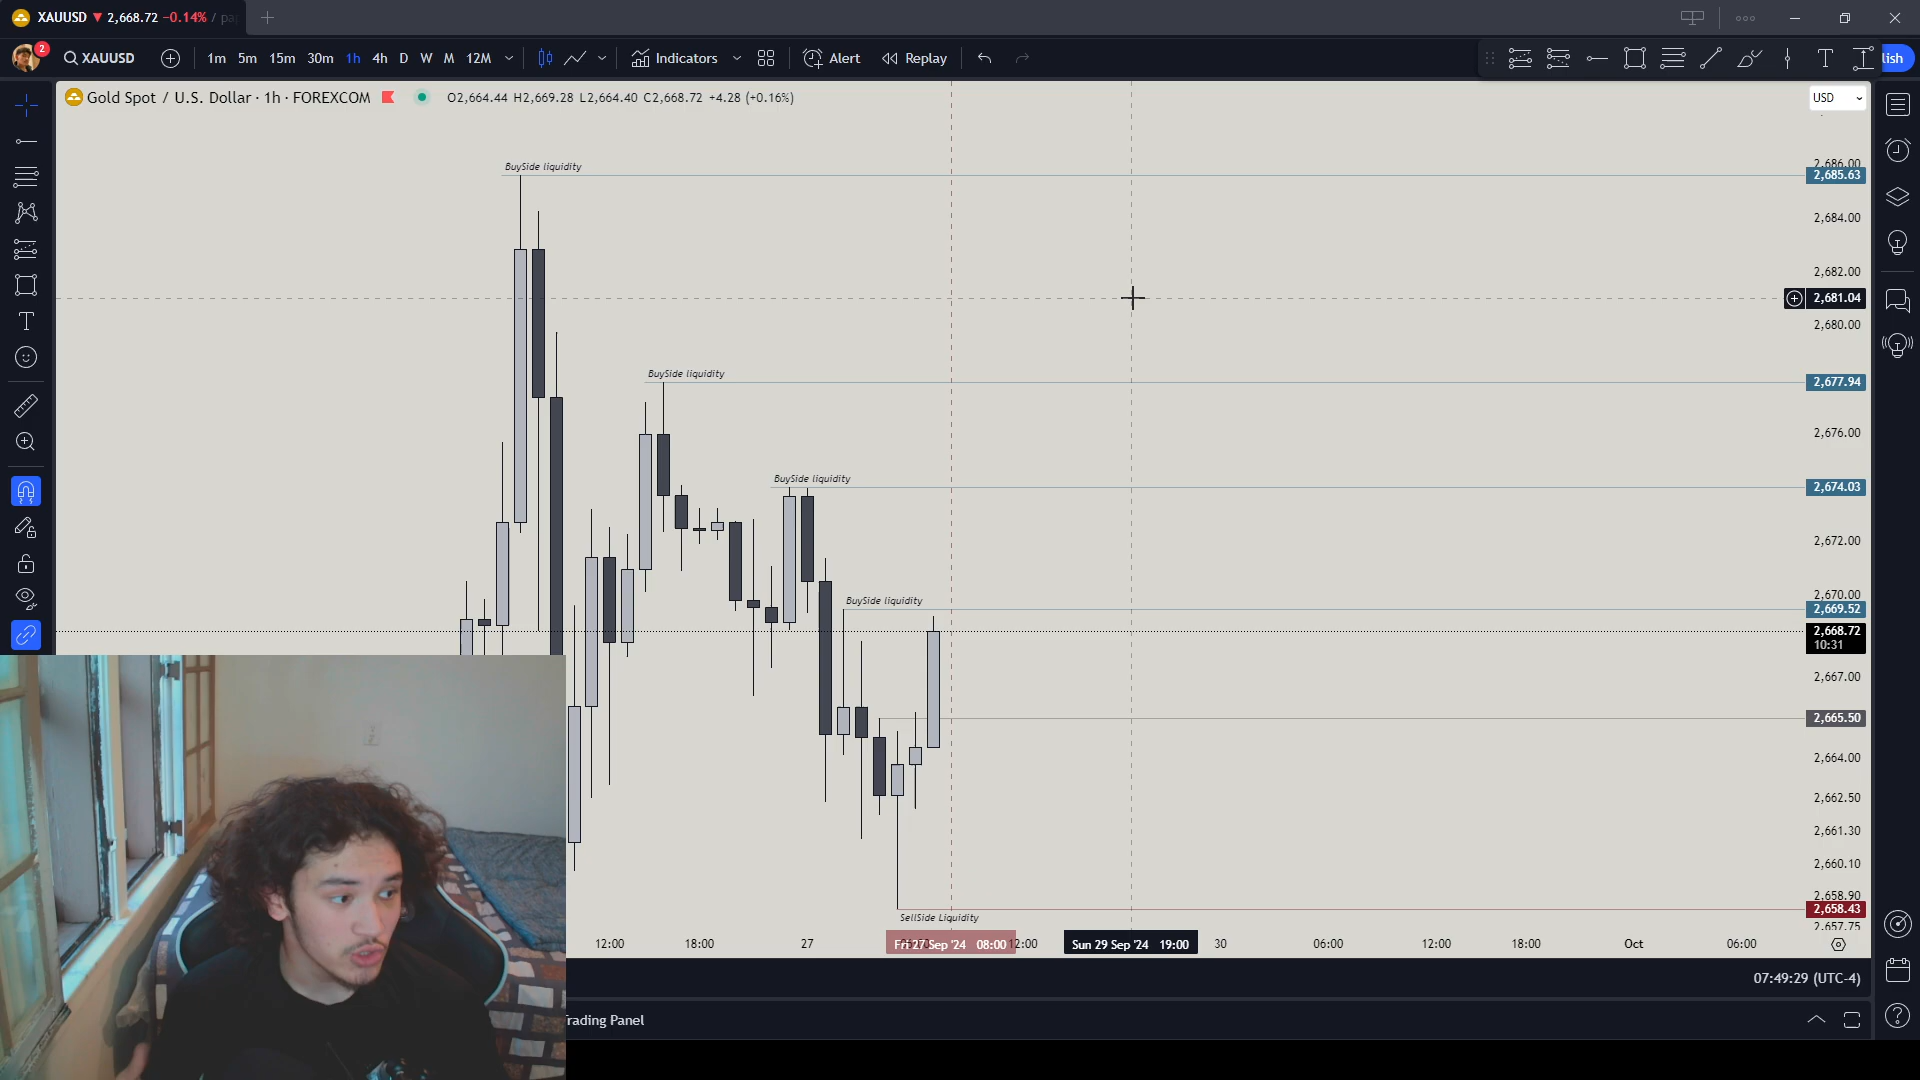 XAUUSD ▼ 2,668.72 −0.14% / pa
2 XAUUSD 1m 5m 15m 30m 1h 4h D W M 12M Indicators Alert Replay lish
Gold Spot / U.S. Dollar · 1h · FOREXCOM O2,664.44 H2,669.28 L2,664.40 C2,668.72 +4.28 (+0.16%)
USD
BuySide liquidity
2,686.00
2,685.63
2,684.00
2,682.00
2,681.04
2,680.00
BuySide liquidity
2,677.94
2,676.00
BuySide liquidity
2,674.03
2,672.00
2,670.00
BuySide liquidity
2,669.52
2,668.72
10:31
2,667.00
2,665.50
2,664.00
2,662.50
2,661.30
2,660.10
2,658.90
2,658.43
SellSide Liquidity
2,657.75
12:00 18:00 27 Fri 27 Sep '24 08:00 12:00 Sun 29 Sep '24 19:00 30 06:00 12:00 18:00 Oct 06:00
07:49:29 (UTC-4)
Trading Panel